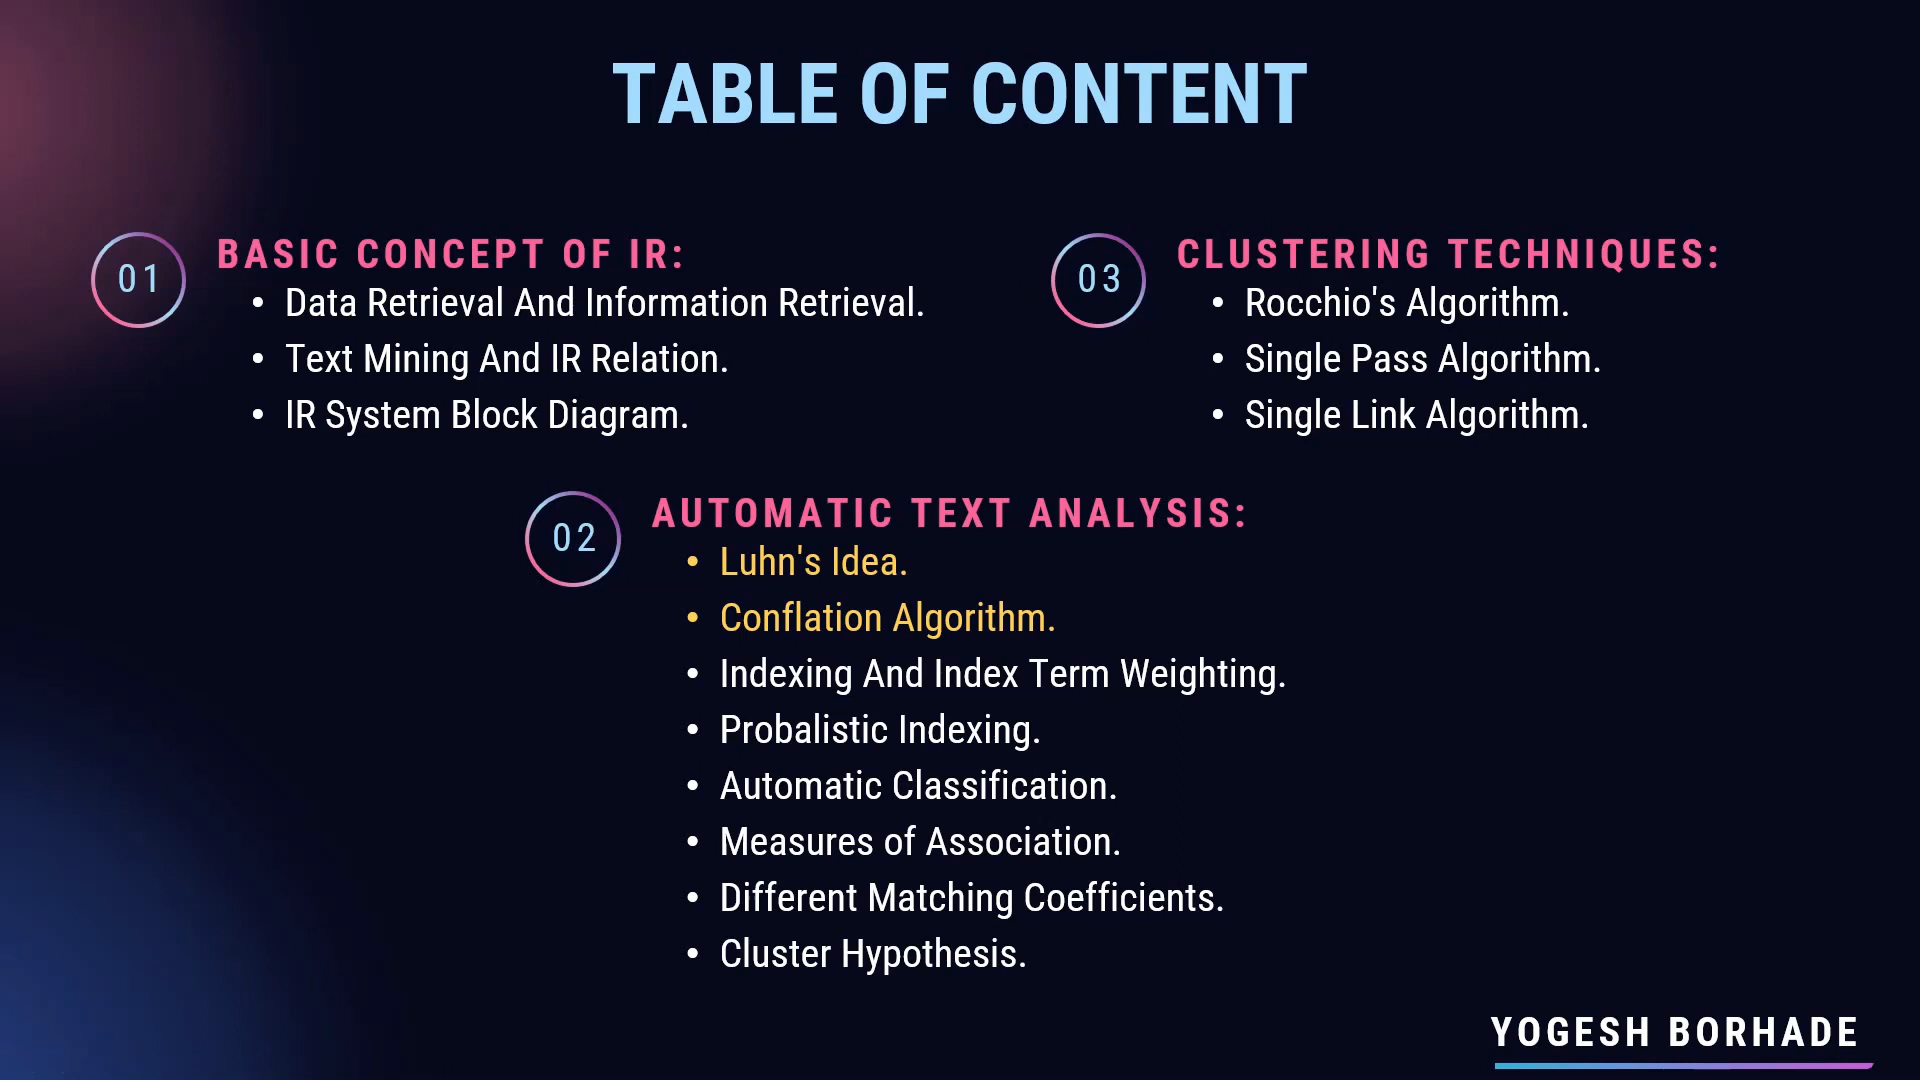 TABLE OF CONTENT
01
BASIC CONCEPT OF IR:
• Data Retrieval And Information Retrieval.
• Text Mining And IR Relation.
• IR System Block Diagram.
03
CLUSTERING TECHNIQUES:
• Rocchio's Algorithm.
• Single Pass Algorithm.
• Single Link Algorithm.
02
AUTOMATIC TEXT ANALYSIS:
• Luhn's Idea.
• Conflation Algorithm.
• Indexing And Index Term Weighting.
• Probalistic Indexing.
• Automatic Classification.
• Measures of Association.
• Different Matching Coefficients.
• Cluster Hypothesis.
YOGESH BORHADE